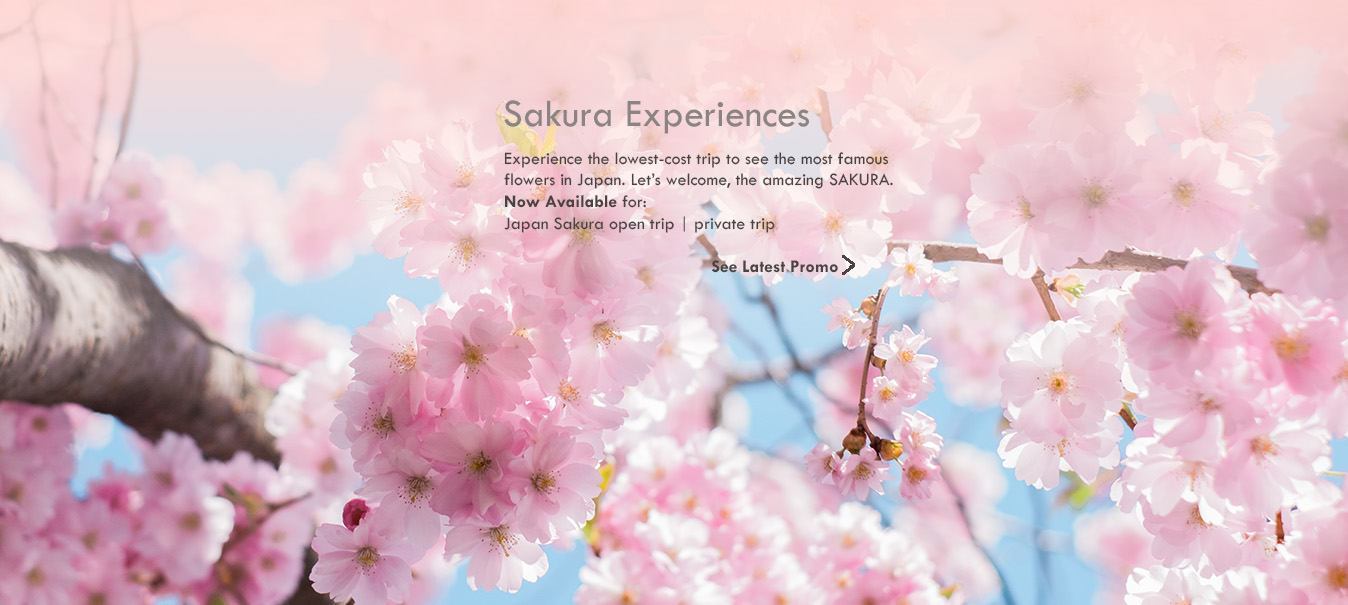 Sakura Experiences
Experience the lowest-cost trip to see the most famous
flowers in Japan. Let's welcome, the amazing SAKURA.
Now Available for:
Japan Sakura open trip | private trip
See Latest Promo